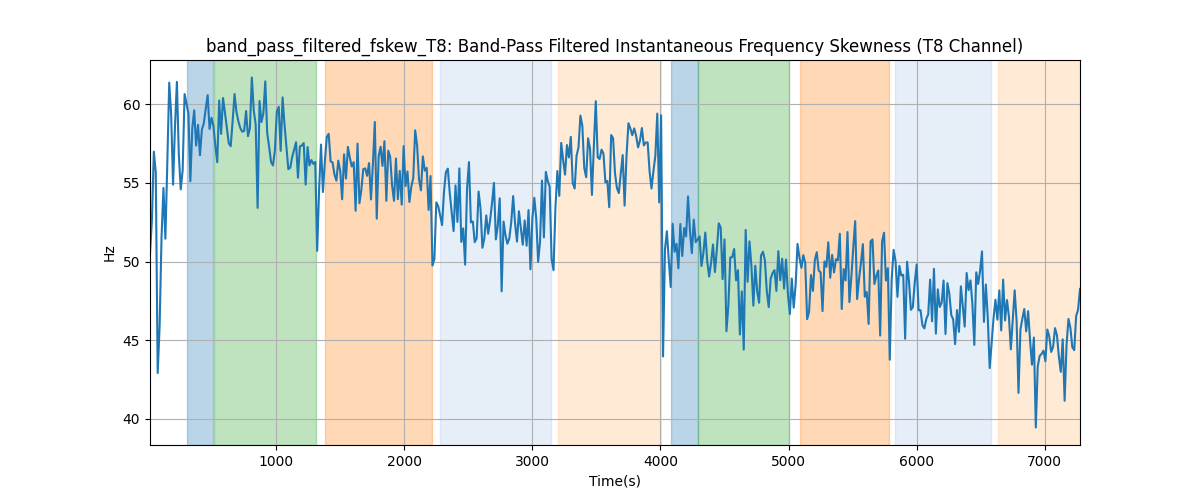 band_pass_filtered_fskew_T8: Band-Pass Filtered Instantaneous Frequency Skewness (T8 Channel)
60
55
50
45
40
Hz
1000 2000 3000 4000 5000 6000 7000
Time(s)